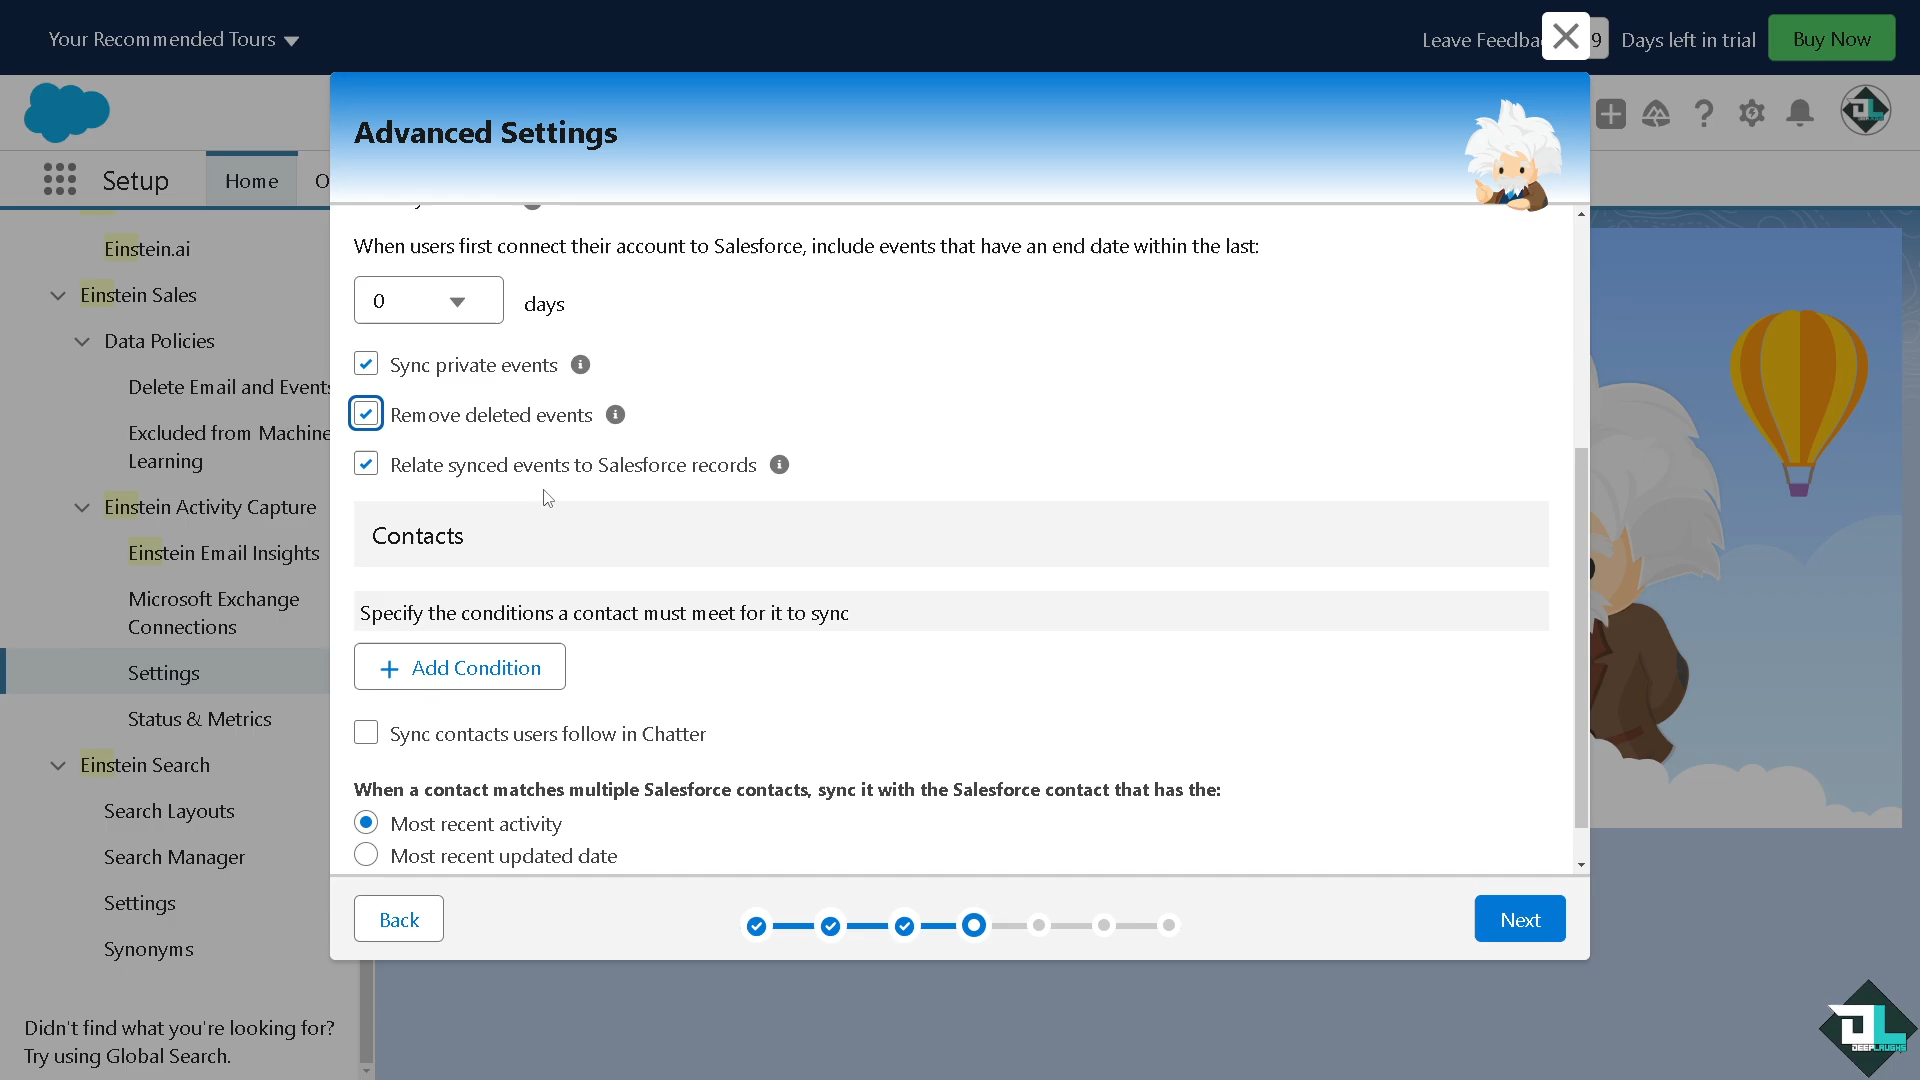 Your Recommended Tours
Leave Feedba
9
Days left in trial
Buy Now
Advanced Settings
Setup
Home
O
Einstein.ai
Einstein Sales
Data Policies
Delete Email and Events
Excluded from Machine
Learning
Einstein Activity Capture
Einstein Email Insights
Microsoft Exchange
Connections
Settings
Status & Metrics
Einstein Search
Search Layouts
Search Manager
Settings
Synonyms
Didn't find what you're looking for?
Try using Global Search.
When users first connect their account to Salesforce, include events that have an end date within the last:
0
days
Sync private events
Remove deleted events
Relate synced events to Salesforce records
Contacts
Specify the conditions a contact must meet for it to sync
+ Add Condition
Sync contacts users follow in Chatter
When a contact matches multiple Salesforce contacts, sync it with the Salesforce contact that has the:
Most recent activity
Most recent updated date
Back
Next
DEEPLAUGHS